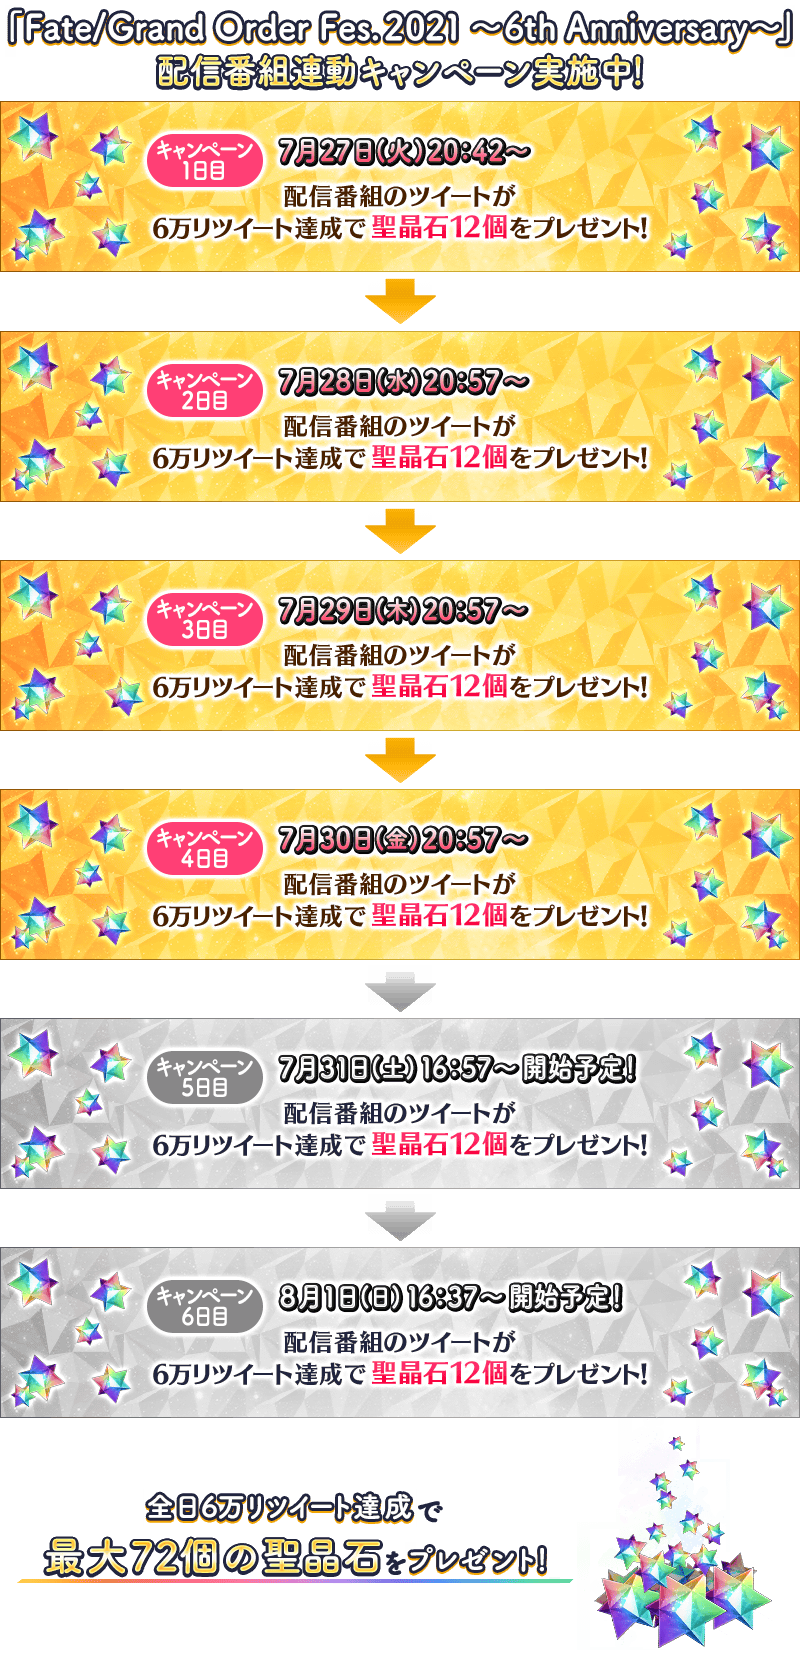 「Fate/Grand Order Fes. 2021 ～6th Anniversary～」
配信番組連動キャンペーン実施中!
キャンペーン
1日目
7月27日(火)20:42～
配信番組のツイートが
6万リツイート達成で聖晶石12個をプレゼント!
キャンペーン
2日目
7月28日(水)20:57～
配信番組のツイートが
6万リツイート達成で聖晶石12個をプレゼント!
キャンペーン
3日目
7月29日(木)20:57～
配信番組のツイートが
6万リツイート達成で聖晶石12個をプレゼント!
キャンペーン
4日目
7月30日(金)20:57～
配信番組のツイートが
6万リツイート達成で聖晶石12個をプレゼント!
キャンペーン
5日目
7月31日(土)16:57～開始予定!
配信番組のツイートが
6万リツイート達成で聖晶石12個をプレゼント!
キャンペーン
6日目
8月1日(日)16:37～開始予定!
配信番組のツイートが
6万リツイート達成で聖晶石12個をプレゼント!
全日6万リツイート達成で
最大72個の聖晶石をプレゼント!